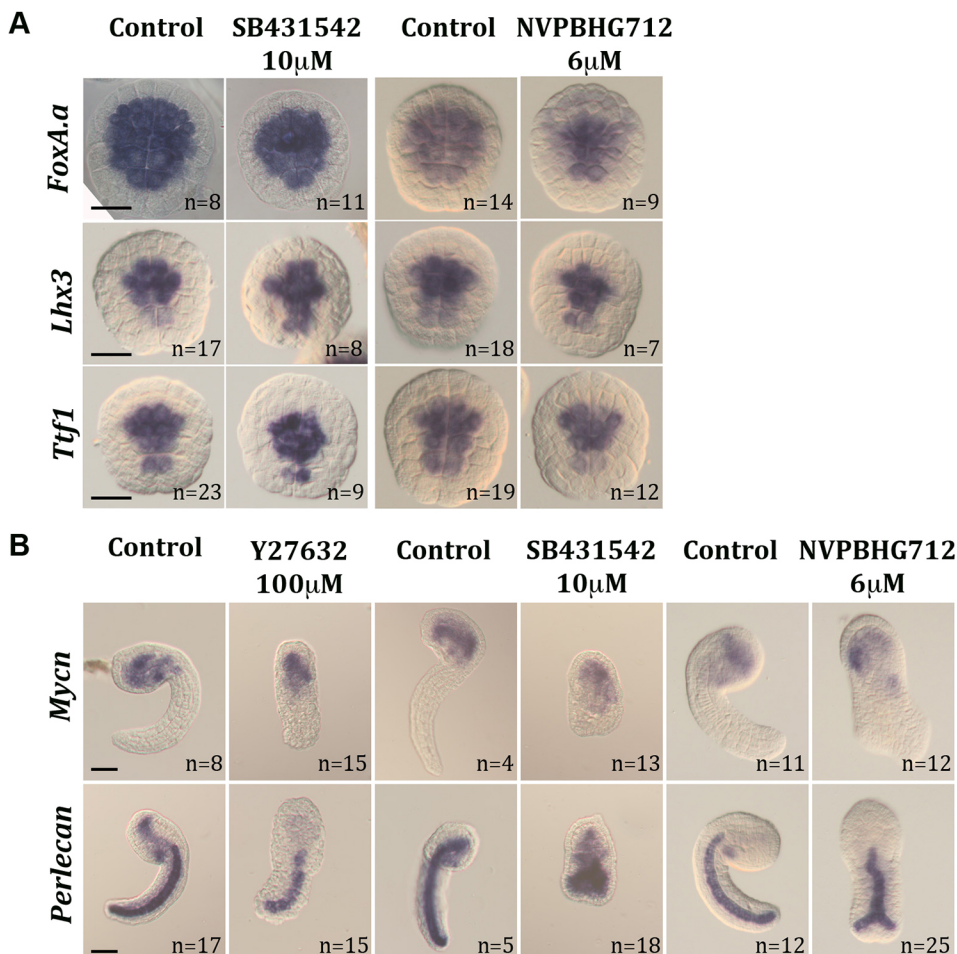 A
Control SB431542 Control NVPBHG712
10µM 6µM
FoxA.a
n=8 n=11 n=14 n=9
Lhx3
n=17 n=8 n=18 n=7
Ttf1
n=23 n=9 n=19 n=12
B
Control Y27632 Control SB431542 Control NVPBHG712
100µM 10µM 6µM
Mycn
n=8 n=15 n=4 n=13 n=11 n=12
Perlecan
n=17 n=15 n=5 n=18 n=12 n=25